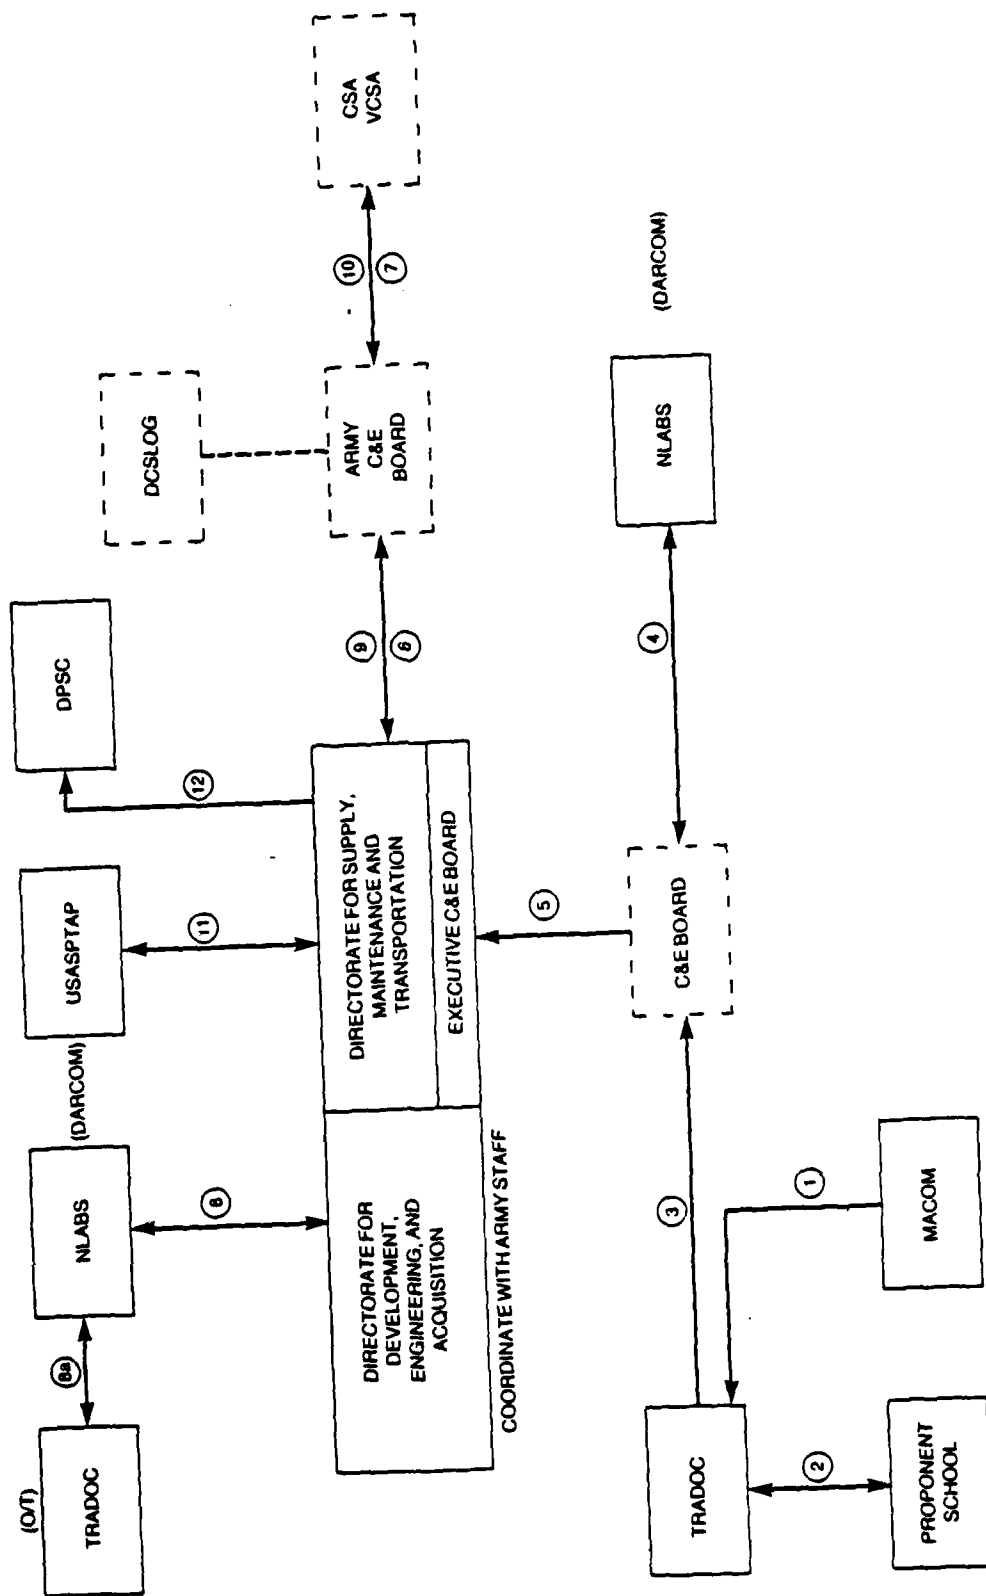 (O/T)
TRADOC
8a
NLABS
(DARCOM)
USASPTAP
DPSC
8
11
12
DCSLOG
DIRECTORATE FOR
DEVELOPMENT,
ENGINEERING, AND
ACQUISITION
DIRECTORATE FOR SUPPLY,
MAINTENANCE AND
TRANSPORTATION
EXECUTIVE C&E BOARD
COORDINATE WITH ARMY STAFF
9
6
ARMY
C&E
BOARD
10
7
CSA
VCSA
5
TRADOC
3
C&E BOARD
4
NLABS
(DARCOM)
2
1
PROPONENT
SCHOOL
MACOM